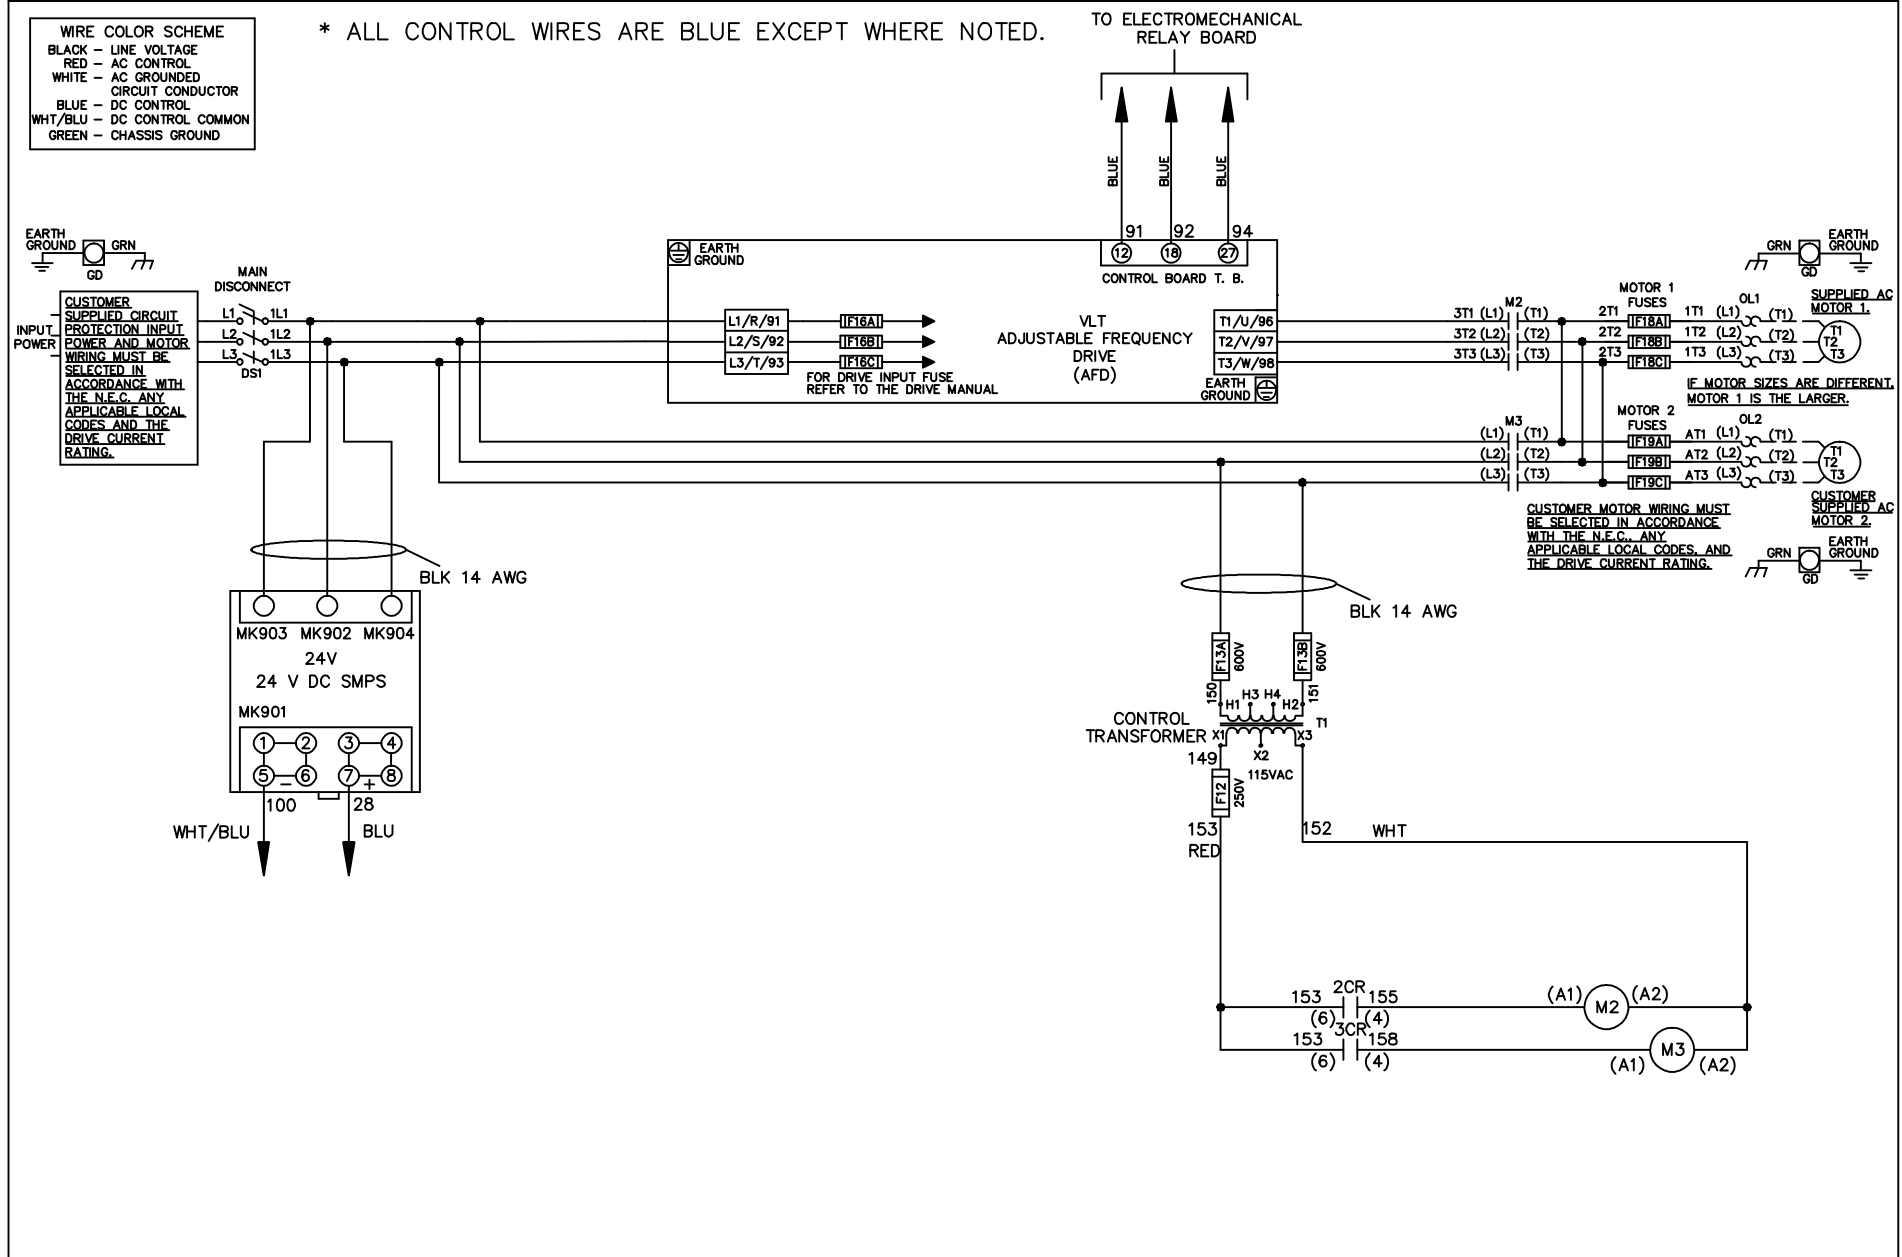 WIRE COLOR SCHEME
BLACK – LINE VOLTAGE
RED – AC CONTROL
WHITE – AC GROUNDED
CIRCUIT CONDUCTOR
BLUE – DC CONTROL
WHT/BLU – DC CONTROL COMMON
GREEN – CHASSIS GROUND
* ALL CONTROL WIRES ARE BLUE EXCEPT WHERE NOTED.
TO ELECTROMECHANICAL
RELAY BOARD
BLUE
BLUE
BLUE
91 92 94
12 18 27
CONTROL BOARD T. B.
EARTH
GROUND
GRN
GD
MAIN
DISCONNECT
INPUT
POWER
CUSTOMER
SUPPLIED CIRCUIT
PROTECTION INPUT
POWER AND MOTOR
WIRING MUST BE
SELECTED IN
ACCORDANCE WITH
THE N.E.C. ANY
APPLICABLE LOCAL
CODES AND THE
DRIVE CURRENT
RATING.
L1 1L1
L2 1L2
L3 1L3
DS1
EARTH
GROUND
L1/R/91 F16A
L2/S/92 F16B
L3/T/93 F16C
FOR DRIVE INPUT FUSE
REFER TO THE DRIVE MANUAL
VLT
ADJUSTABLE FREQUENCY
DRIVE
(AFD)
T1/U/96
T2/V/97
T3/W/98
EARTH
GROUND
M2
3T1 (L1) (T1)
3T2 (L2) (T2)
3T3 (L3) (T3)
MOTOR 1
FUSES
2T1 F18A 1T1 (L1) OL1 (T1)
2T2 F18B 1T2 (L2) (T2)
2T3 F18C 1T3 (L3) (T3)
GRN
GD
EARTH
GROUND
SUPPLIED AC
MOTOR 1.
T1
T2
T3
IF MOTOR SIZES ARE DIFFERENT,
MOTOR 1 IS THE LARGER.
M3
(L1) (T1)
(L2) (T2)
(L3) (T3)
MOTOR 2
FUSES
F19A AT1 (L1) OL2 (T1)
F19B AT2 (L2) (T2)
F19C AT3 (L3) (T3)
T1
T2
T3
CUSTOMER
SUPPLIED AC
MOTOR 2.
CUSTOMER MOTOR WIRING MUST
BE SELECTED IN ACCORDANCE
WITH THE N.E.C., ANY
APPLICABLE LOCAL CODES, AND
THE DRIVE CURRENT RATING.
GRN
GD
EARTH
GROUND
BLK 14 AWG
MK903 MK902 MK904
24V
24 V DC SMPS
MK901
1 2 3 4
5 6 7 8
– +
100 28
WHT/BLU BLU
BLK 14 AWG
F13A 600V F13B 600V
150 151
H1 H3 H4 H2
T1
CONTROL
TRANSFORMER
X1 X2 X3
149
115VAC
F12 250V
153
RED
152 WHT
153 2CR 155 (A1) M2 (A2)
(6) (4)
153 3CR 158 M3
(6) (4) (A1) (A2)